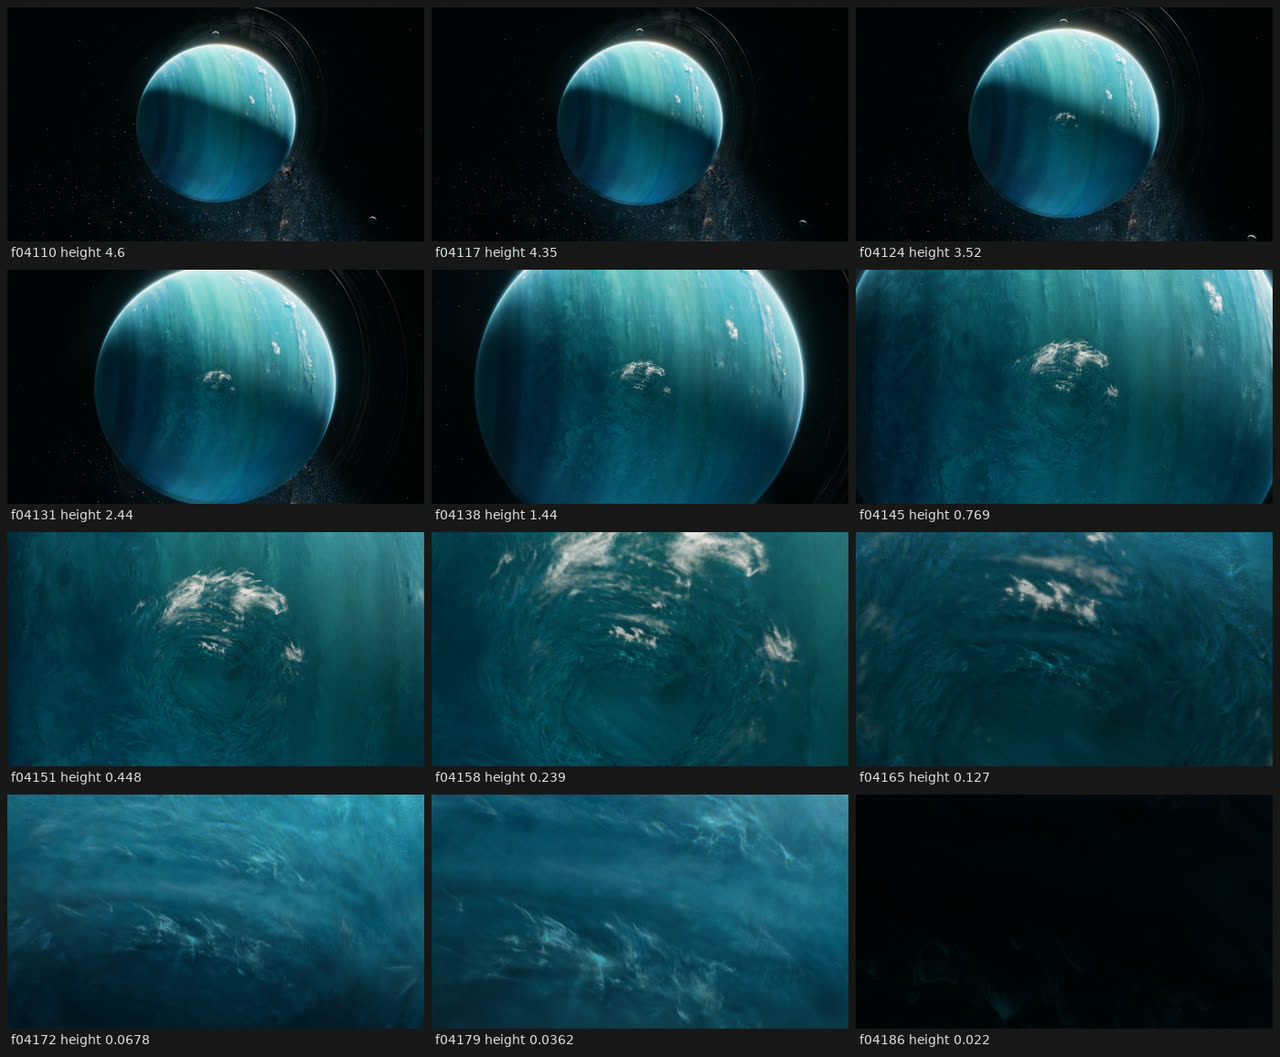 f04110 height 4.6
f04117 height 4.35
f04124 height 3.52
f04131 height 2.44
f04138 height 1.44
f04145 height 0.769
f04151 height 0.448
f04158 height 0.239
f04165 height 0.127
f04172 height 0.0678
f04179 height 0.0362
f04186 height 0.022